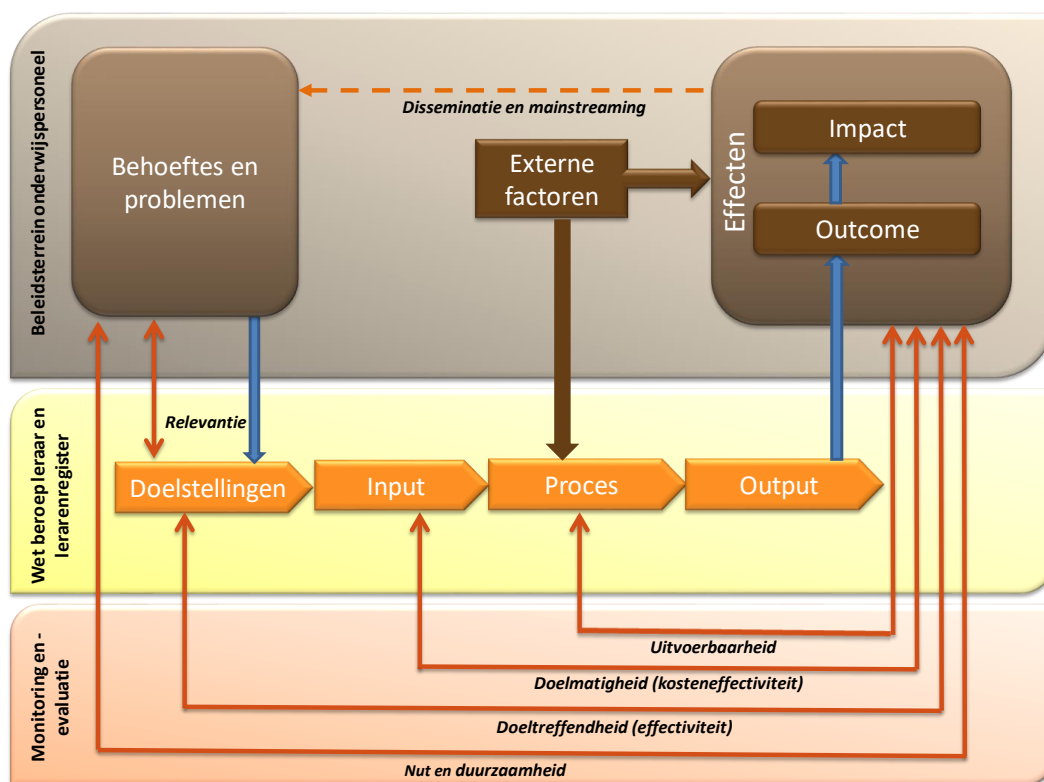 Beleidsterrein onderwijspersoneel
Behoeftes en
problemen
Disseminatie en mainstreaming
Externe
factoren
Effecten
Impact
Outcome
Wet beroep leraar en
lerarenregister
Relevantie
Doelstellingen
Input
Proces
Output
Monitoring en -
evaluatie
Uitvoerbaarheid
Doelmatigheid (kosteneffectiviteit)
Doeltreffendheid (effectiviteit)
Nut en duurzaamheid